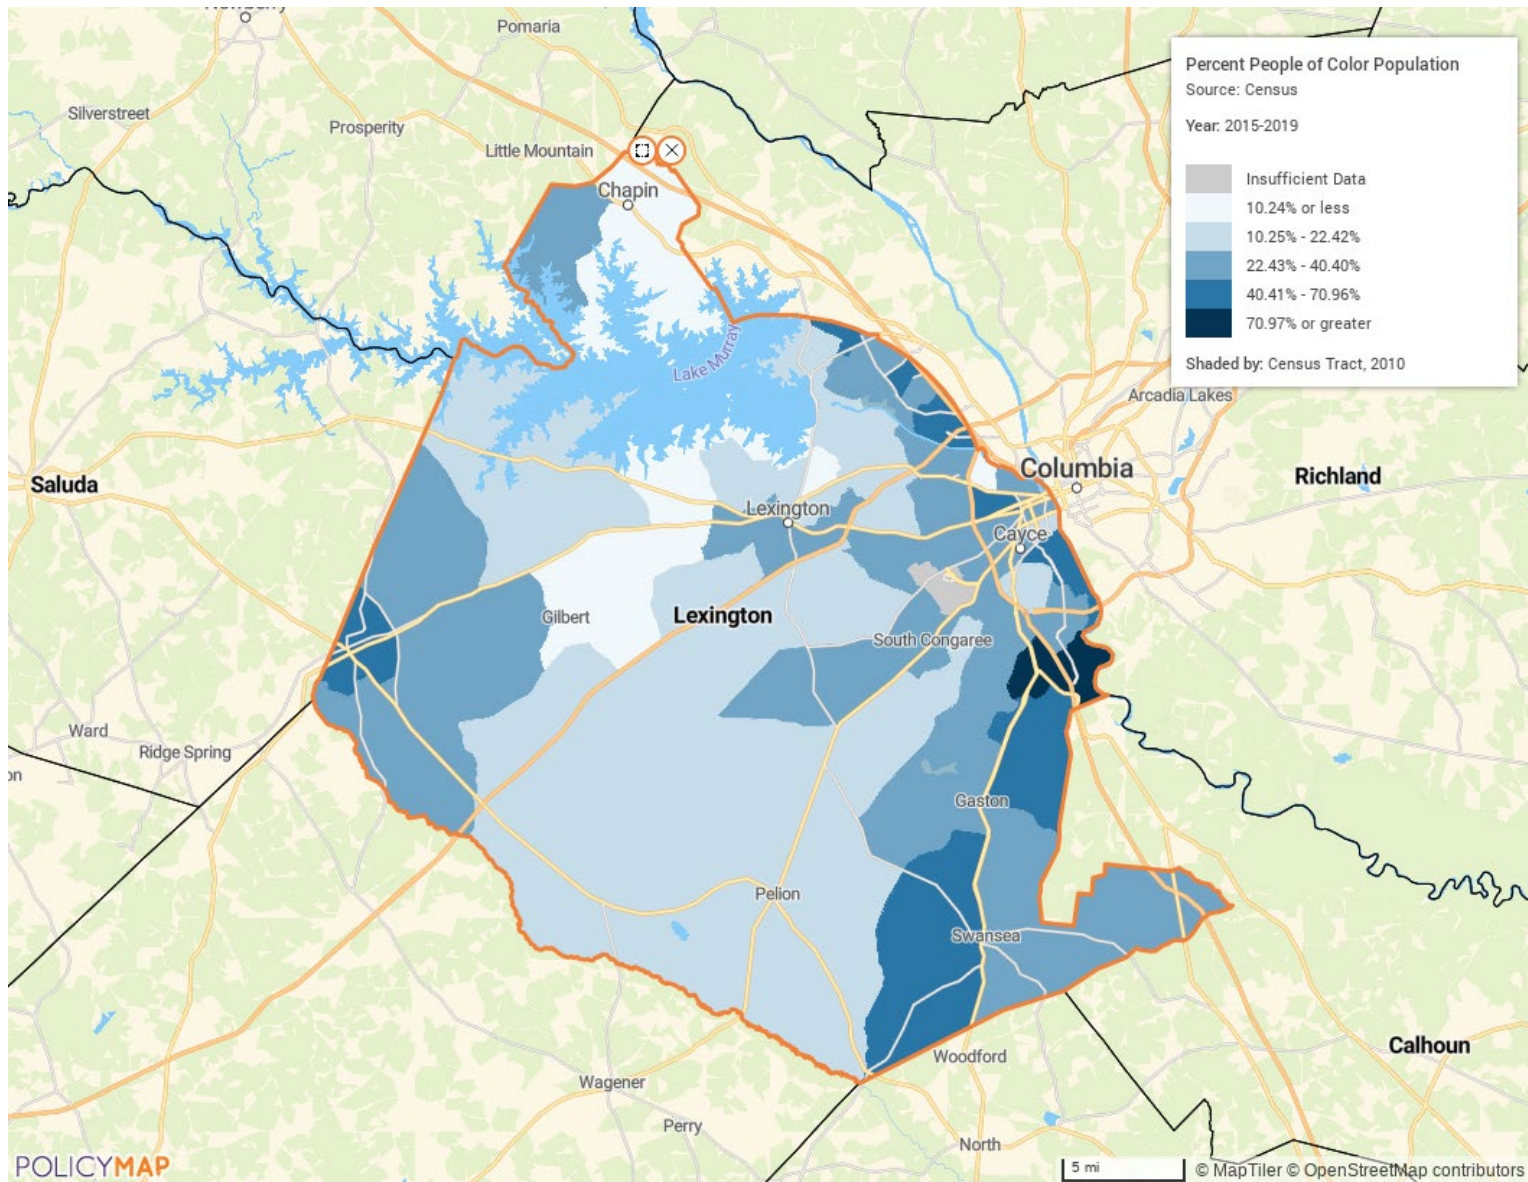 Newberry
Pomaria
Silverstreet
Prosperity
Little Mountain
Chapin
Percent People of Color Population
Source: Census
Year: 2015-2019
Insufficient Data
10.24% or less
10.25% - 22.42%
22.43% - 40.40%
40.41% - 70.96%
70.97% or greater
Shaded by: Census Tract, 2010
Lake Murray
Arcadia Lakes
Saluda
Columbia
Richland
Lexington
Cayce
Gilbert
Lexington
South Congaree
Ward
Ridge Spring
on
Gaston
Pelion
Swansea
Calhoun
Woodford
Wagener
Perry
North
POLICYMAP
5 mi
© MapTiler © OpenStreetMap contributors